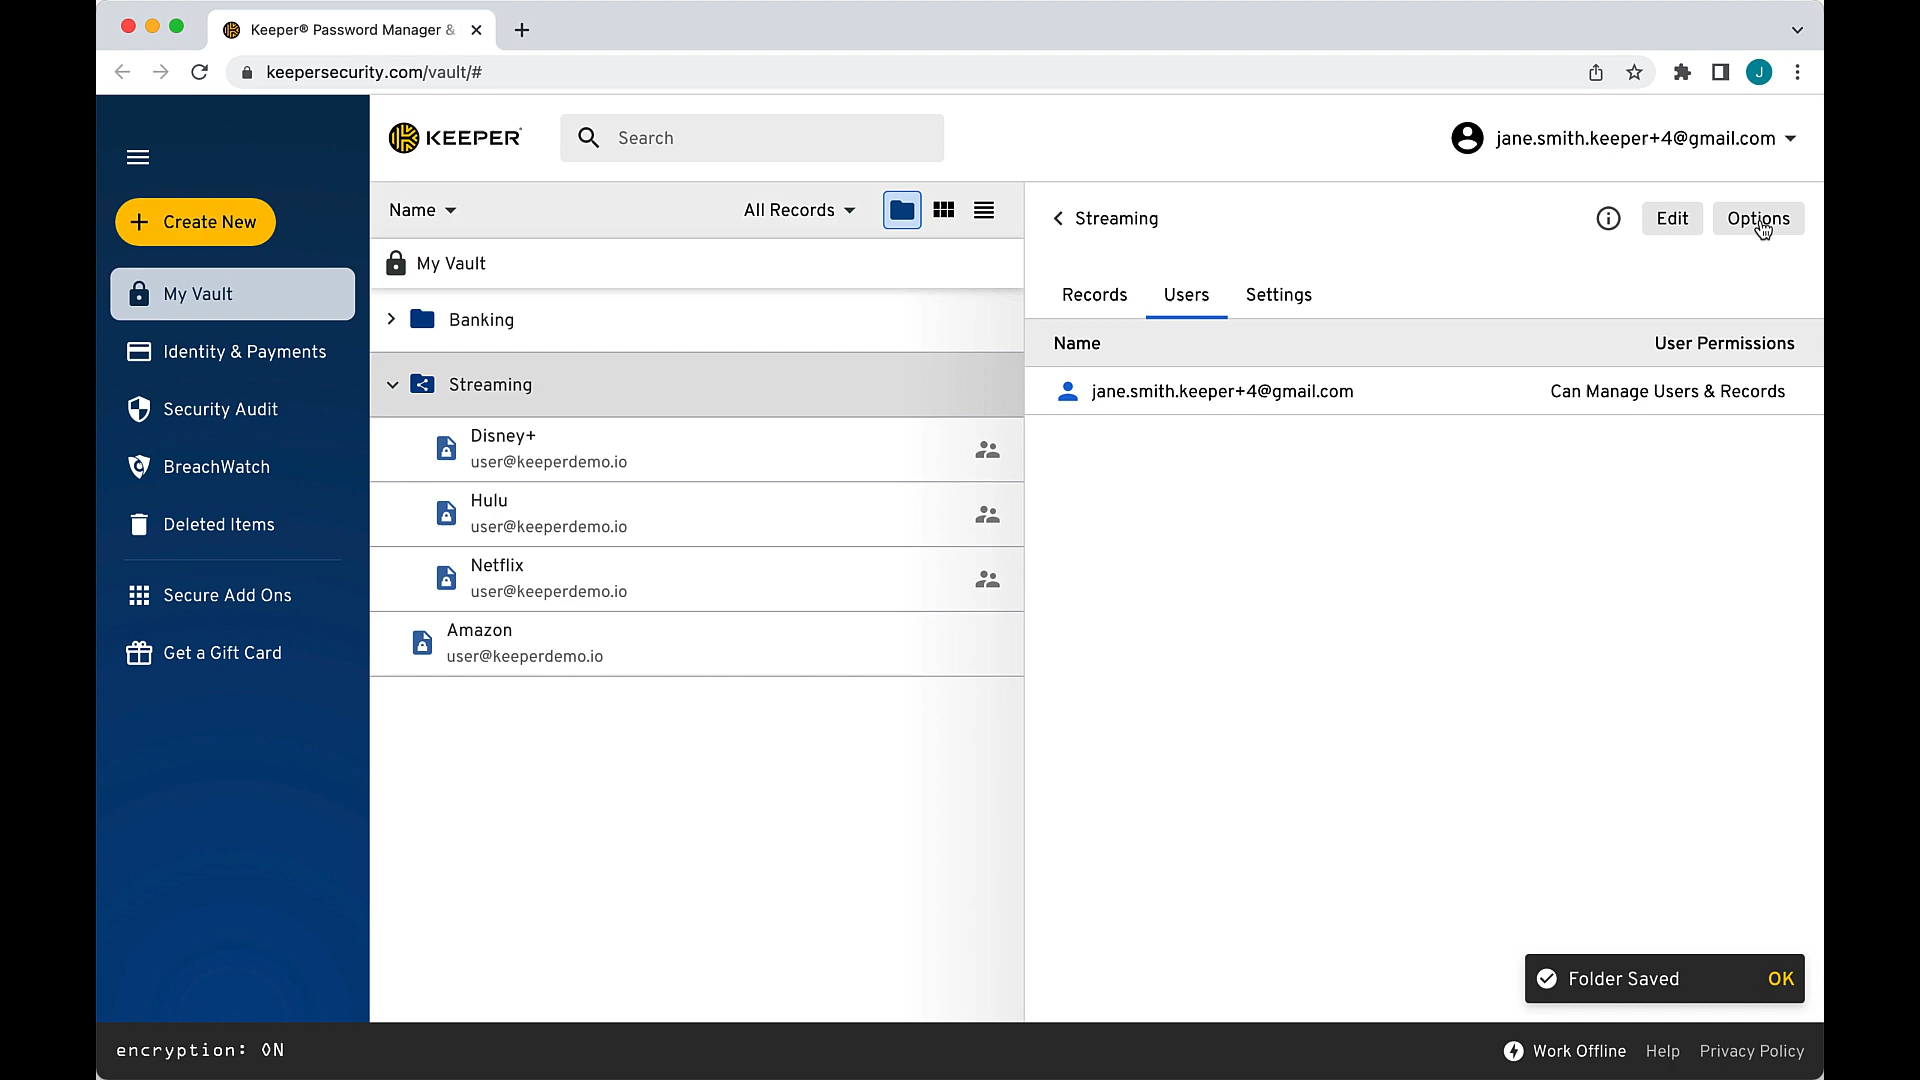 Keeper® Password Manager &
keepersecurity.com/vault/#
J
KEEPER
Search
jane.smith.keeper+4@gmail.com
Create New
My Vault
Identity & Payments
Security Audit
BreachWatch
Deleted Items
Secure Add Ons
Get a Gift Card
Name
All Records
My Vault
Banking
Streaming
Disney+
user@keeperdemo.io
Hulu
user@keeperdemo.io
Netflix
user@keeperdemo.io
Amazon
user@keeperdemo.io
Streaming
Edit
Options
Records
Users
Settings
Name
User Permissions
jane.smith.keeper+4@gmail.com
Can Manage Users & Records
Folder Saved
OK
encryption: ON
Work Offline
Help
Privacy Policy